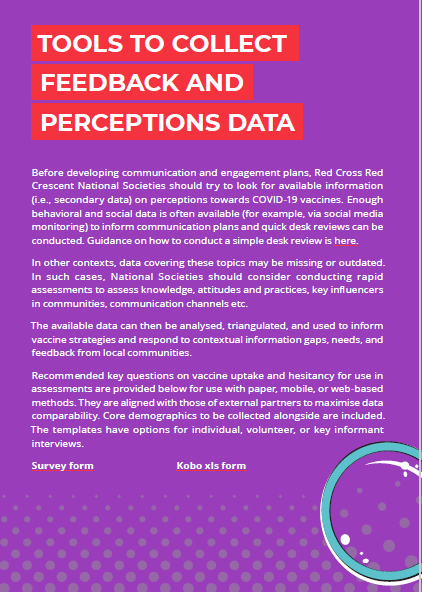 TOOLS TO COLLECT
FEEDBACK AND
PERCEPTIONS DATA
Before developing communication and engagement plans, Red Cross Red
Crescent National Societies should try to look for available information
(i.e., secondary data) on perceptions towards COVID-19 vaccines. Enough
behavioral and social data is often available (for example, via social media
monitoring) to inform communication plans and quick desk reviews can be
conducted. Guidance on how to conduct a simple desk review is here.
In other contexts, data covering these topics may be missing or outdated.
In such cases, National Societies should consider conducting rapid
assessments to assess knowledge, attitudes and practices, key influencers
in communities, communication channels etc.
The available data can then be analysed, triangulated, and used to inform
vaccine strategies and respond to contextual information gaps, needs, and
feedback from local communities.
Recommended key questions on vaccine uptake and hesitancy for use in
assessments are provided below for use with paper, mobile, or web-based
methods. They are aligned with those of external partners to maximise data
comparability. Core demographics to be collected alongside are included.
The templates have options for individual, volunteer, or key informant
interviews.
Survey form Kobo xls form